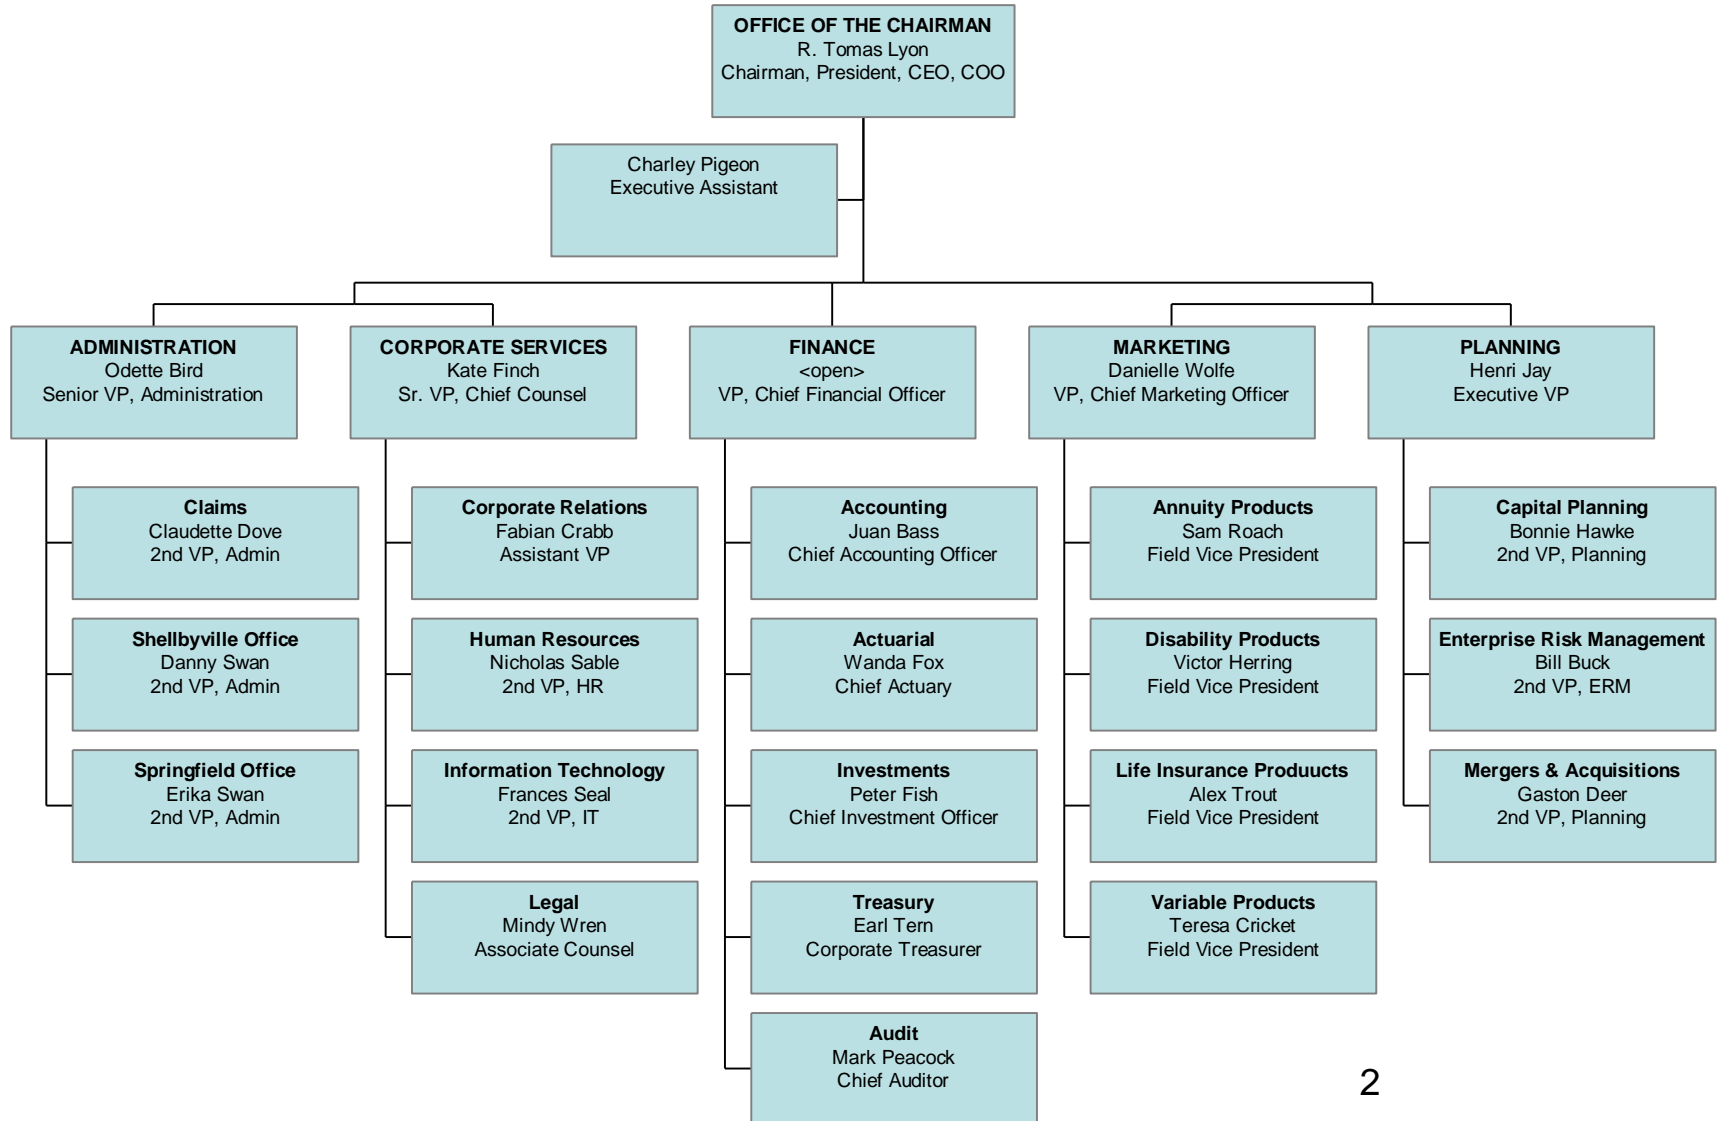 OFFICE OF THE CHAIRMAN
R. Tomas Lyon
Chairman, President, CEO, COO
Charley Pigeon
Executive Assistant
ADMINISTRATION
Odette Bird
Senior VP, Administration
CORPORATE SERVICES
Kate Finch
Sr. VP, Chief Counsel
FINANCE
<open>
VP, Chief Financial Officer
MARKETING
Danielle Wolfe
VP, Chief Marketing Officer
PLANNING
Henri Jay
Executive VP
Claims
Claudette Dove
2nd VP, Admin
Corporate Relations
Fabian Crabb
Assistant VP
Accounting
Juan Bass
Chief Accounting Officer
Annuity Products
Sam Roach
Field Vice President
Capital Planning
Bonnie Hawke
2nd VP, Planning
Shellbyville Office
Danny Swan
2nd VP, Admin
Human Resources
Nicholas Sable
2nd VP, HR
Actuarial
Wanda Fox
Chief Actuary
Disability Products
Victor Herring
Field Vice President
Enterprise Risk Management
Bill Buck
2nd VP, ERM
Springfield Office
Erika Swan
2nd VP, Admin
Information Technology
Frances Seal
2nd VP, IT
Investments
Peter Fish
Chief Investment Officer
Life Insurance Produucts
Alex Trout
Field Vice President
Mergers & Acquisitions
Gaston Deer
2nd VP, Planning
Legal
Mindy Wren
Associate Counsel
Treasury
Earl Tern
Corporate Treasurer
Variable Products
Teresa Cricket
Field Vice President
Audit
Mark Peacock
Chief Auditor
2